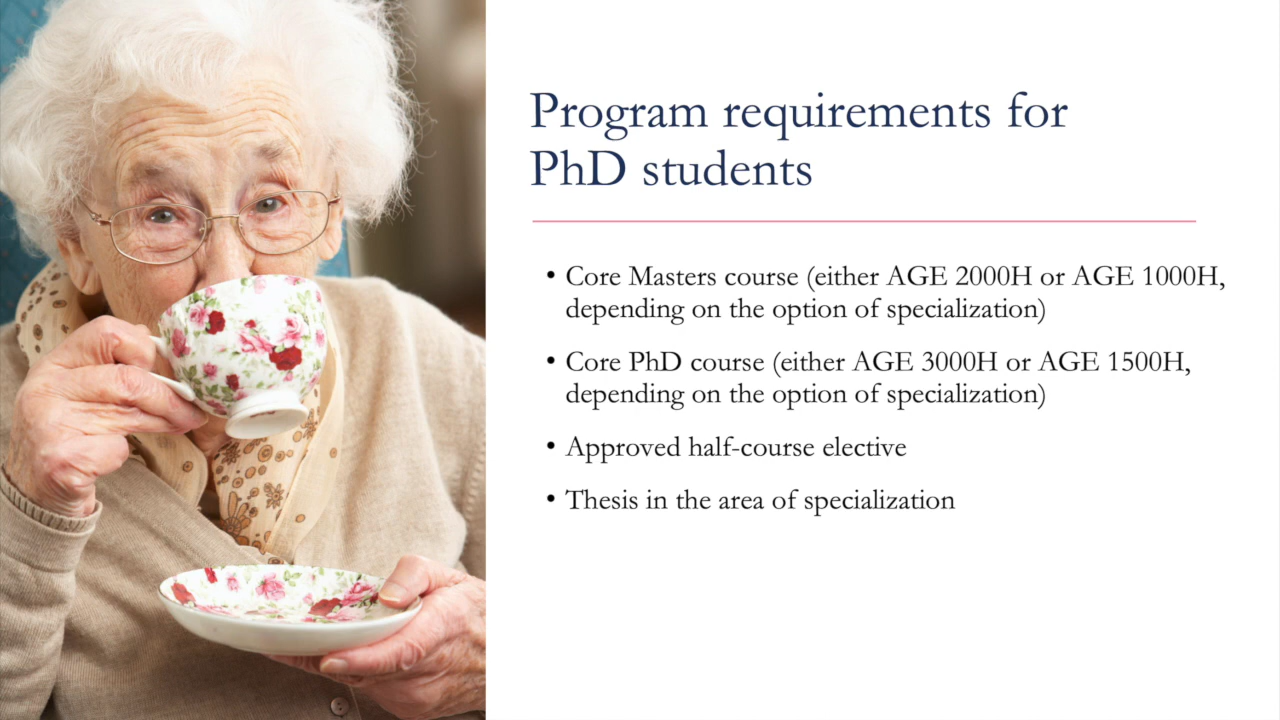 Program requirements for
PhD students
• Core Masters course (either AGE 2000H or AGE 1000H,
depending on the option of specialization)
• Core PhD course (either AGE 3000H or AGE 1500H,
depending on the option of specialization)
• Approved half-course elective
• Thesis in the area of specialization